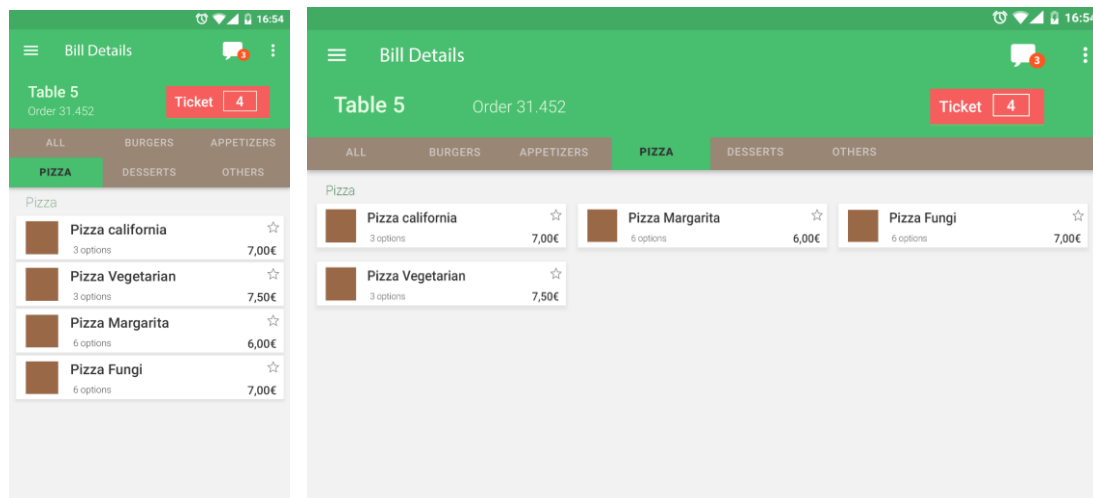 16:54
Bill Details
3
Table 5
Order 31.452
Ticket 4
ALL BURGERS APPETIZERS
PIZZA DESSERTS OTHERS
Pizza
Pizza california
3 options 7,00€
Pizza Vegetarian
3 options 7,50€
Pizza Margarita
6 options 6,00€
Pizza Fungi
6 options 7,00€
16:54
Bill Details
3
Table 5 Order 31.452 Ticket 4
ALL BURGERS APPETIZERS PIZZA DESSERTS OTHERS
Pizza
Pizza california Pizza Margarita Pizza Fungi
3 options 7,00€ 6 options 6,00€ 6 options 7,00€
Pizza Vegetarian
3 options 7,50€